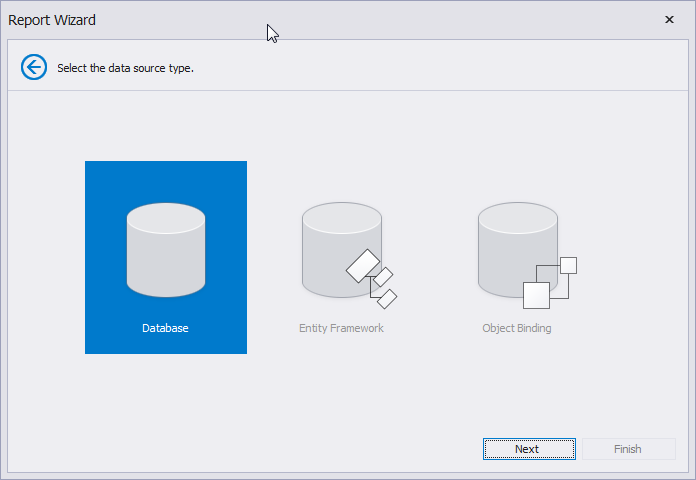 Report Wizard
Select the data source type.
Database
Entity Framework
Object Binding
Next
Finish